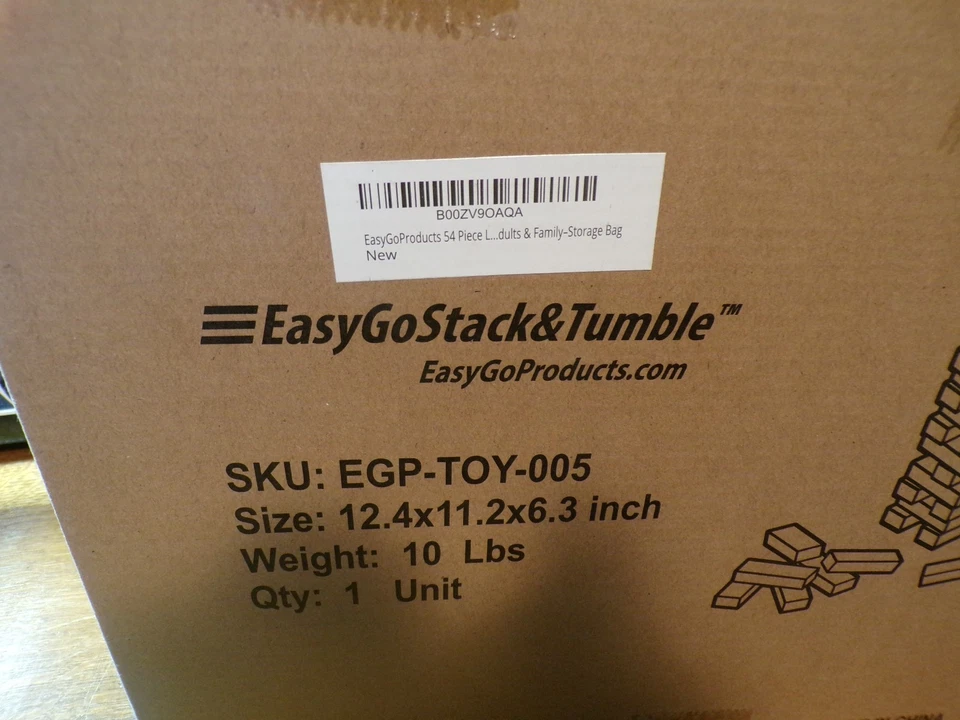 B00ZV9OAQA
EasyGoProducts 54 Piece L...dults & Family-Storage Bag
New
EasyGoStack&Tumble™
EasyGoProducts.com
SKU: EGP-TOY-005
Size: 12.4x11.2x6.3 inch
Weight: 10 Lbs
Qty: 1 Unit